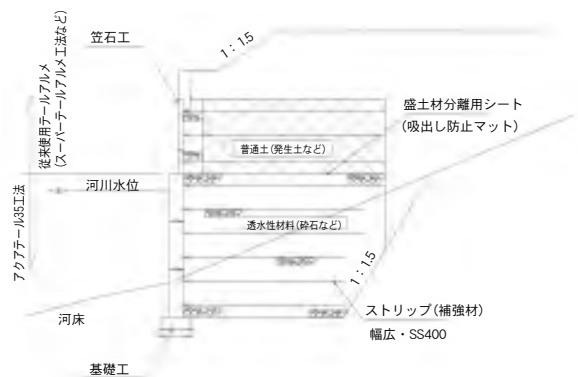 笠石工
1：1.5
従来使用テールアルメ
(スーパーテールアルメ工法など)
盛土材分離用シート
(吸出し防止マット)
普通土(発生土など)
河川水位
アクアテール35工法
透水性材料(砕石など)
1：1.5
ストリップ(補強材)
幅広・SS400
河床
基礎工